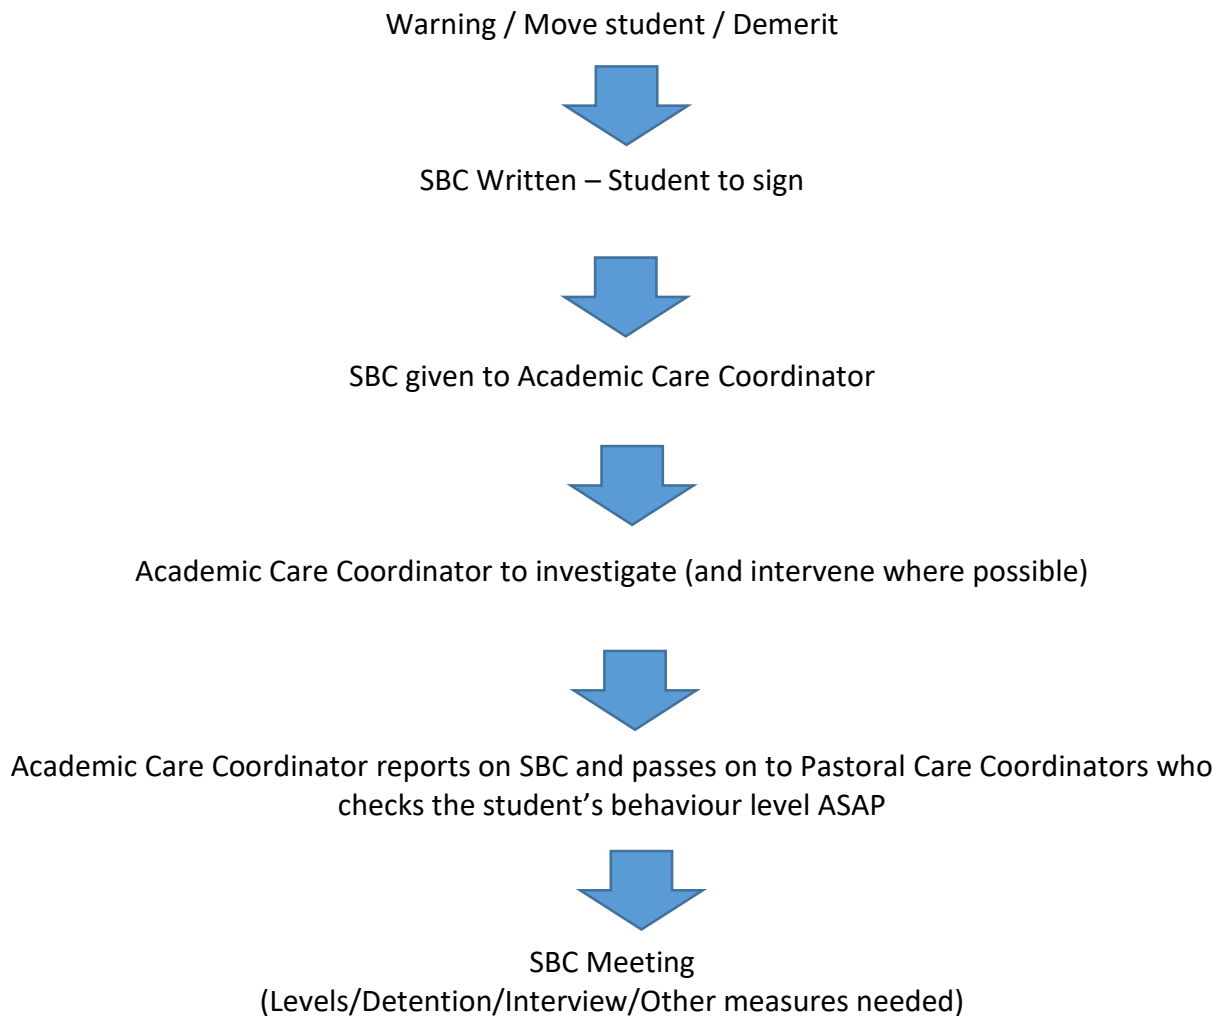 Warning / Move student / Demerit
SBC Written – Student to sign
SBC given to Academic Care Coordinator
Academic Care Coordinator to investigate (and intervene where possible)
Academic Care Coordinator reports on SBC and passes on to Pastoral Care Coordinators who
checks the student’s behaviour level ASAP
SBC Meeting
(Levels/Detention/Interview/Other measures needed)